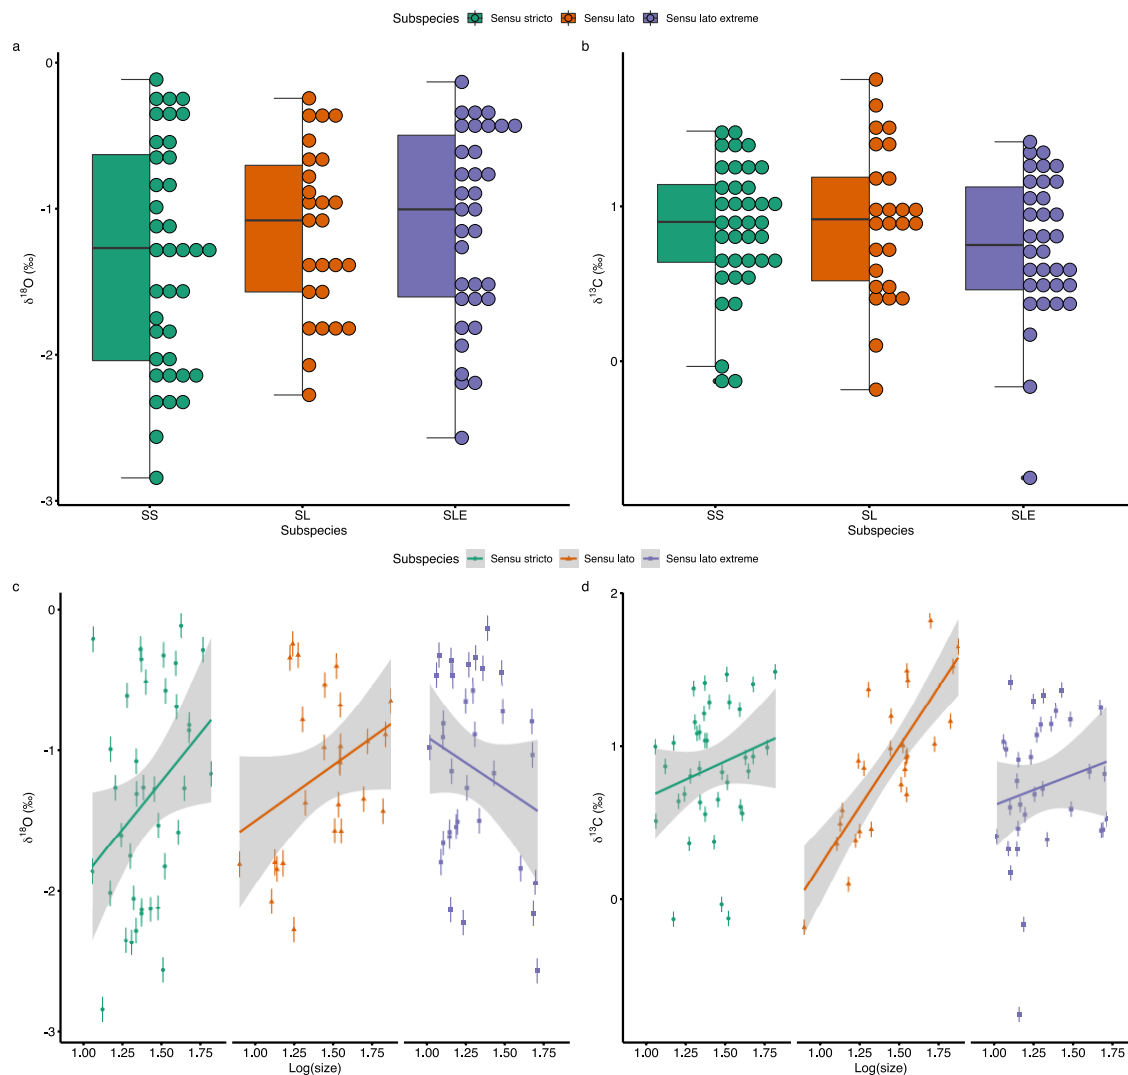 Subspecies Sensu stricto Sensu lato Sensu lato extreme
a
b
0
-1
-2
-3
δ18O (‰)
SS SL SLE
Subspecies
1
0
δ13C (‰)
SS SL SLE
Subspecies
Subspecies Sensu stricto Sensu lato Sensu lato extreme
c
d
0
-1
-2
-3
δ18O (‰)
1.00 1.25 1.50 1.75 1.00 1.25 1.50 1.75 1.00 1.25 1.50 1.75
Log(size)
2
1
0
δ13C (‰)
1.00 1.25 1.50 1.75 1.00 1.25 1.50 1.75 1.00 1.25 1.50 1.75
Log(size)